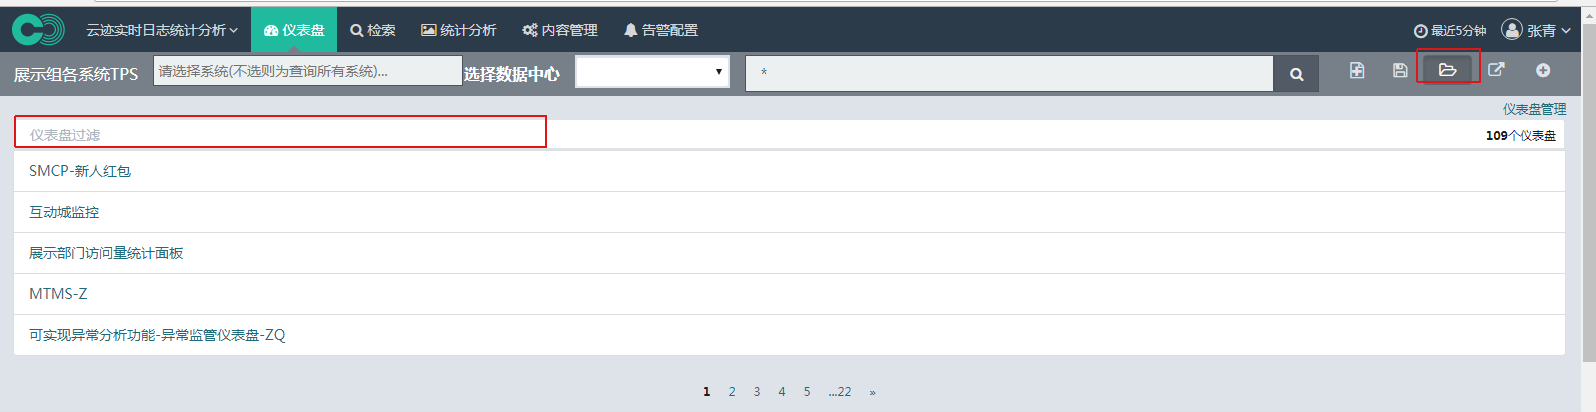 云迹实时日志统计分析 仪表盘 检索 统计分析 内容管理 告警配置 最近5分钟 张青
展示组各系统TPS 请选择系统(不选则为查询所有系统)... 选择数据中心 *
仪表盘管理
仪表盘过滤 109个仪表盘
SMCP-新人红包
互动城监控
展示部门访问量统计面板
MTMS-Z
可实现异常分析功能-异常监管仪表盘-ZQ
1 2 3 4 5 ...22 »